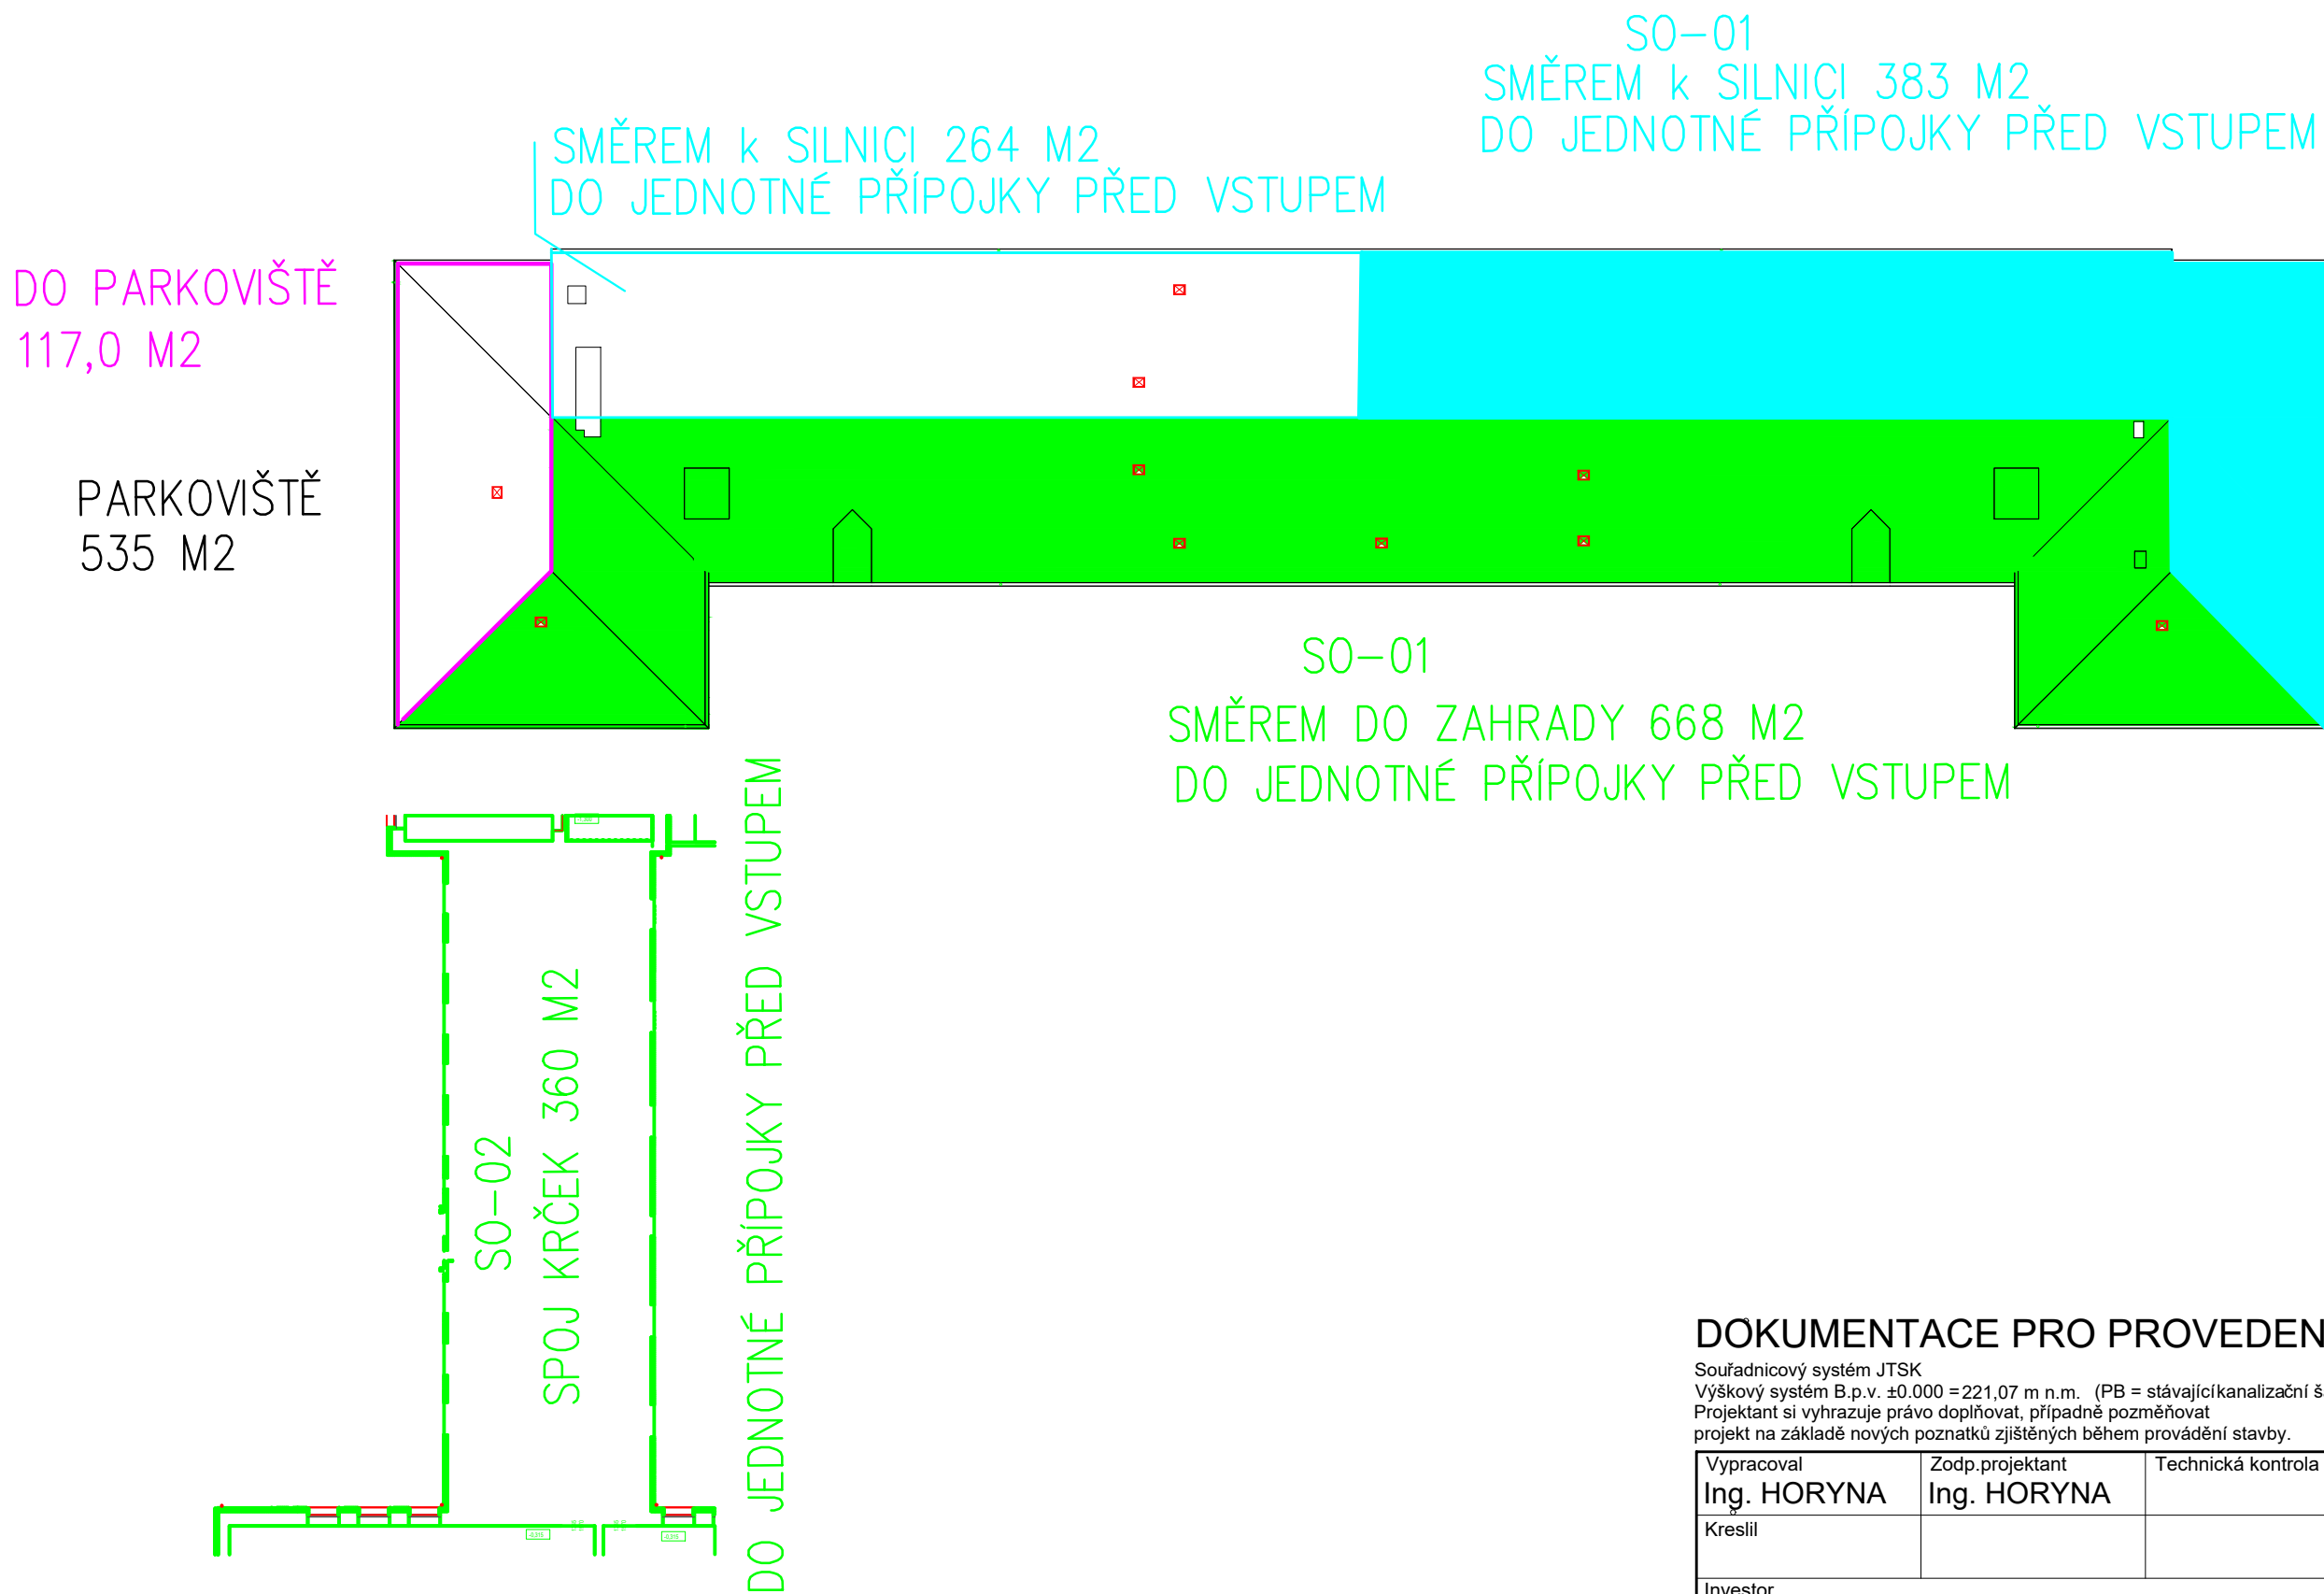 SO-01
SMĚREM k SILNICI 383 M2
DO JEDNOTNÉ PŘÍPOJKY PŘED VSTUPEM
SMĚREM k SILNICI 264 M2
DO JEDNOTNÉ PŘÍPOJKY PŘED VSTUPEM
DO PARKOVIŠTĚ
117,0 M2
PARKOVIŠTĚ
535 M2
SO-01
SMĚREM DO ZAHRADY 668 M2
DO JEDNOTNÉ PŘÍPOJKY PŘED VSTUPEM
SO-02
SPOJ KRČEK 360 M2
DO JEDNOTNÉ PŘÍPOJKY PŘED VSTUPEM
DOKUMENTACE PRO PROVEDEN
Souřadnicový systém JTSK
Výškový systém B.p.v. ±0.000 = 221,07 m n.m. (PB = stávající kanalizační š
Projektant si vyhrazuje právo doplňovat, případně pozměňovat
projekt na základě nových poznatků zjištěných během provádění stavby.
Vypracoval Zodp.projektant Technická kontrola
Ing. HORYNA Ing. HORYNA
Kreslil
Investor